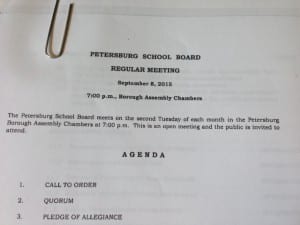 PETERSBURG SCHOOL BOARD
REGULAR MEETING
September 8, 2015
7:00 p.m., Borough Assembly Chambers
The Petersburg School Board meets on the second Tuesday of each month in the Petersburg
Borough Assembly Chambers at 7:00 p.m. This is an open meeting and the public is invited to
attend.
AGENDA
1. CALL TO ORDER
2. QUORUM
3. PLEDGE OF ALLEGIANCE